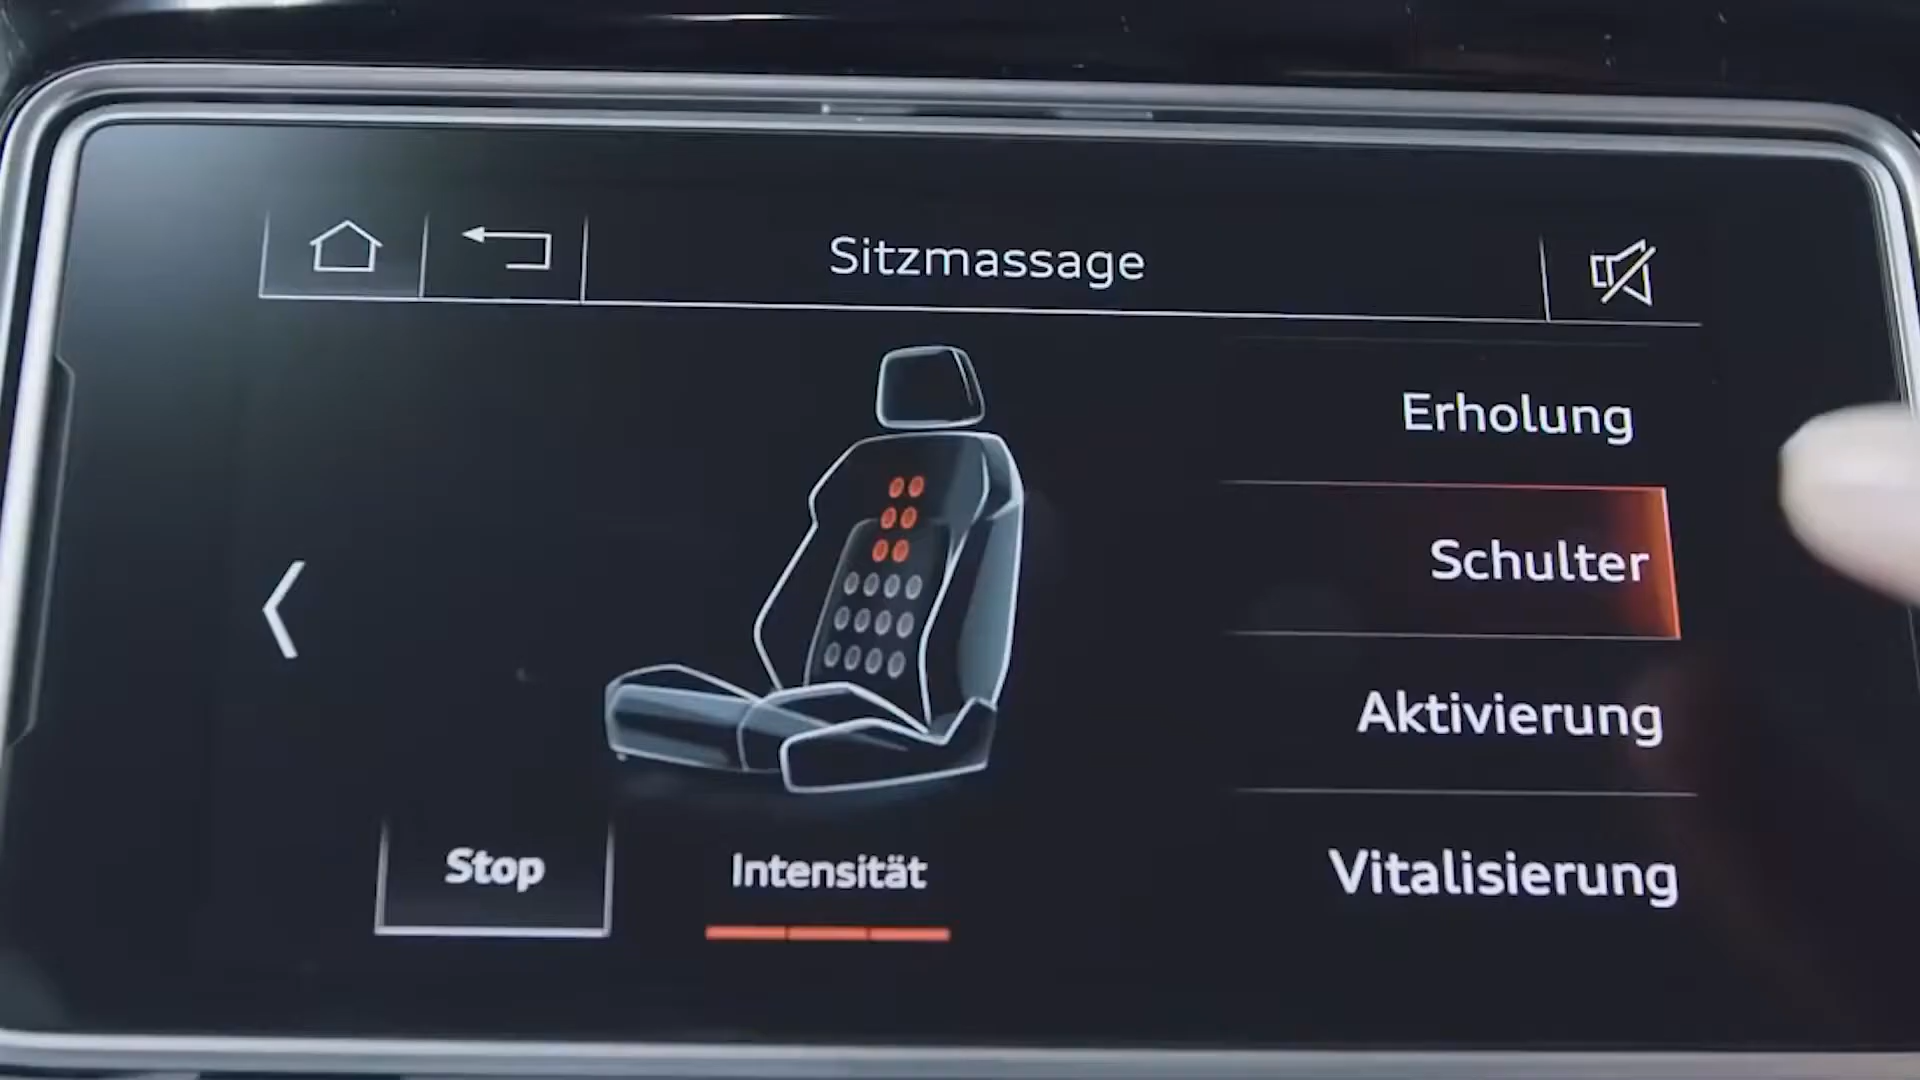 Sitzmassage
Erholung
Schulter
Aktivierung
Vitalisierung
Stop
Intensität